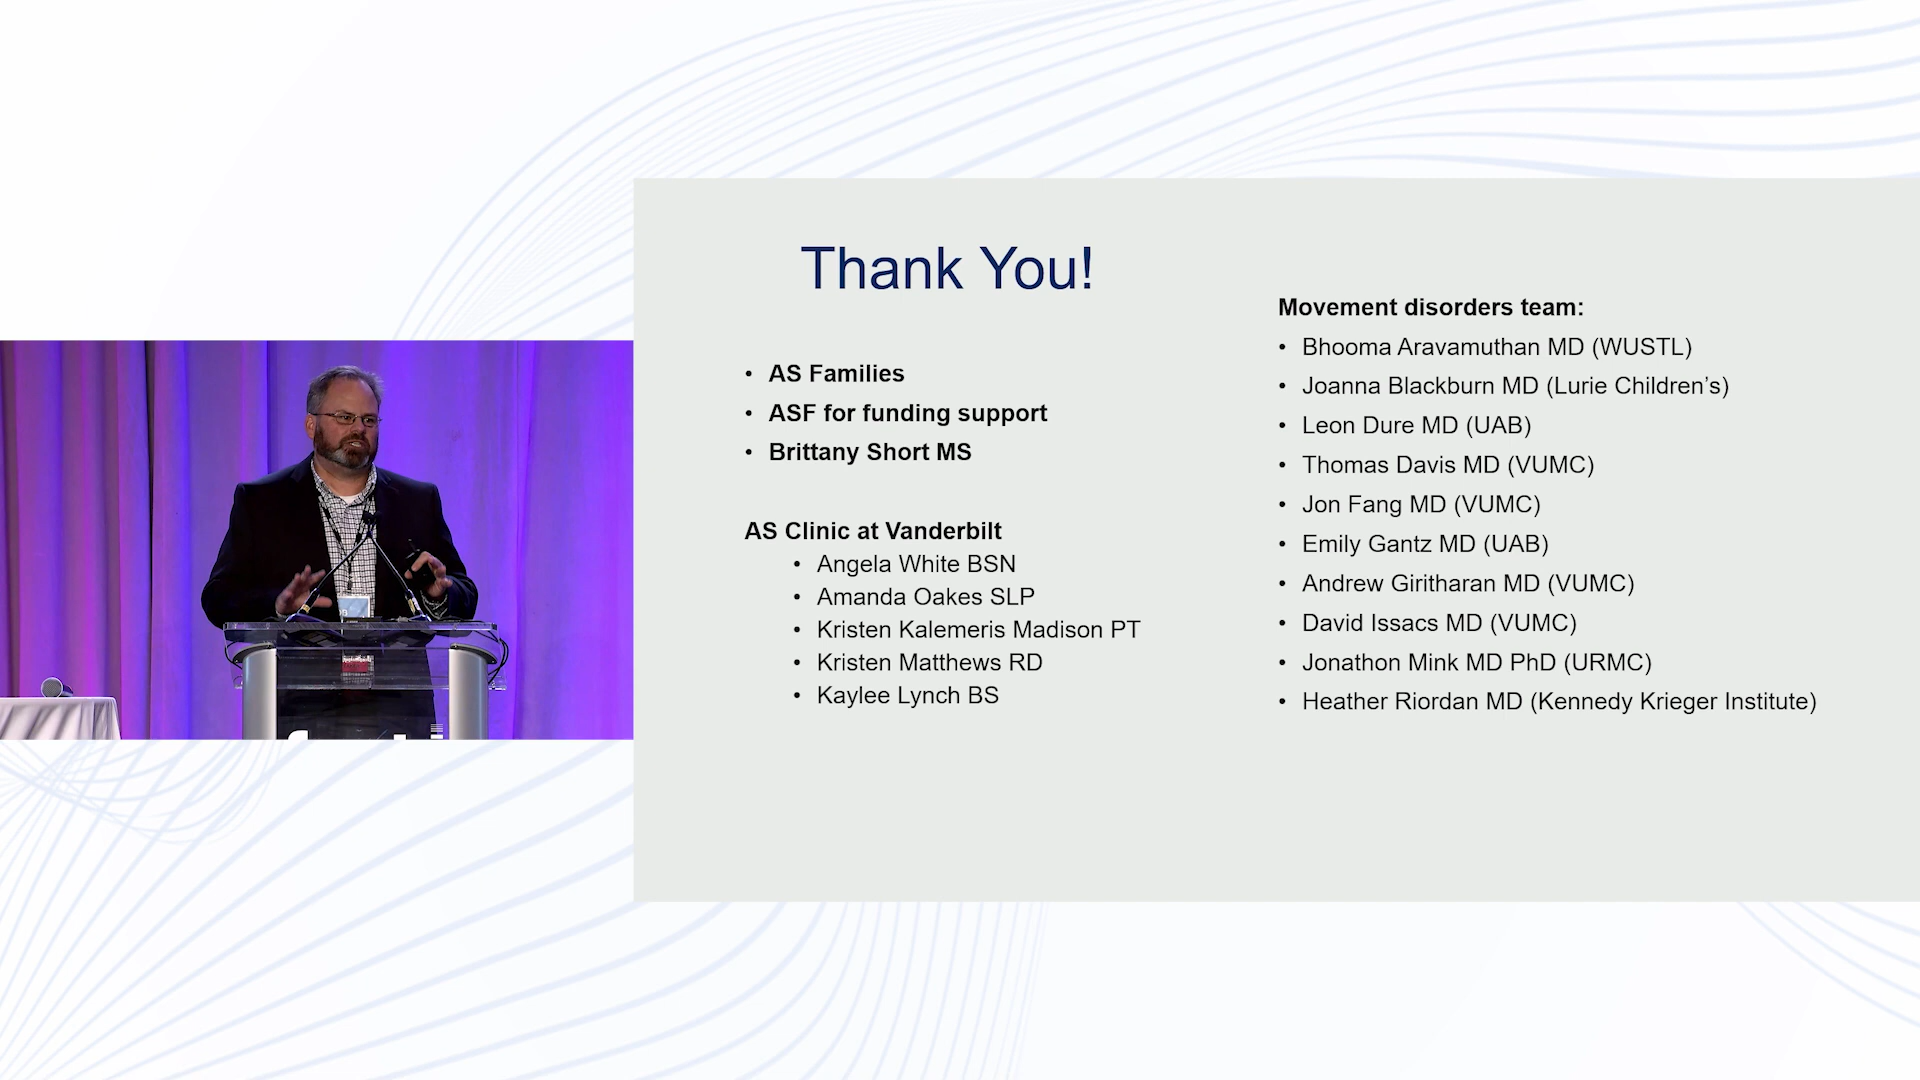 Thank You!
• AS Families
• ASF for funding support
• Brittany Short MS
AS Clinic at Vanderbilt
• Angela White BSN
• Amanda Oakes SLP
• Kristen Kalemeris Madison PT
• Kristen Matthews RD
• Kaylee Lynch BS
Movement disorders team:
• Bhooma Aravamuthan MD (WUSTL)
• Joanna Blackburn MD (Lurie Children’s)
• Leon Dure MD (UAB)
• Thomas Davis MD (VUMC)
• Jon Fang MD (VUMC)
• Emily Gantz MD (UAB)
• Andrew Giritharan MD (VUMC)
• David Issacs MD (VUMC)
• Jonathon Mink MD PhD (URMC)
• Heather Riordan MD (Kennedy Krieger Institute)